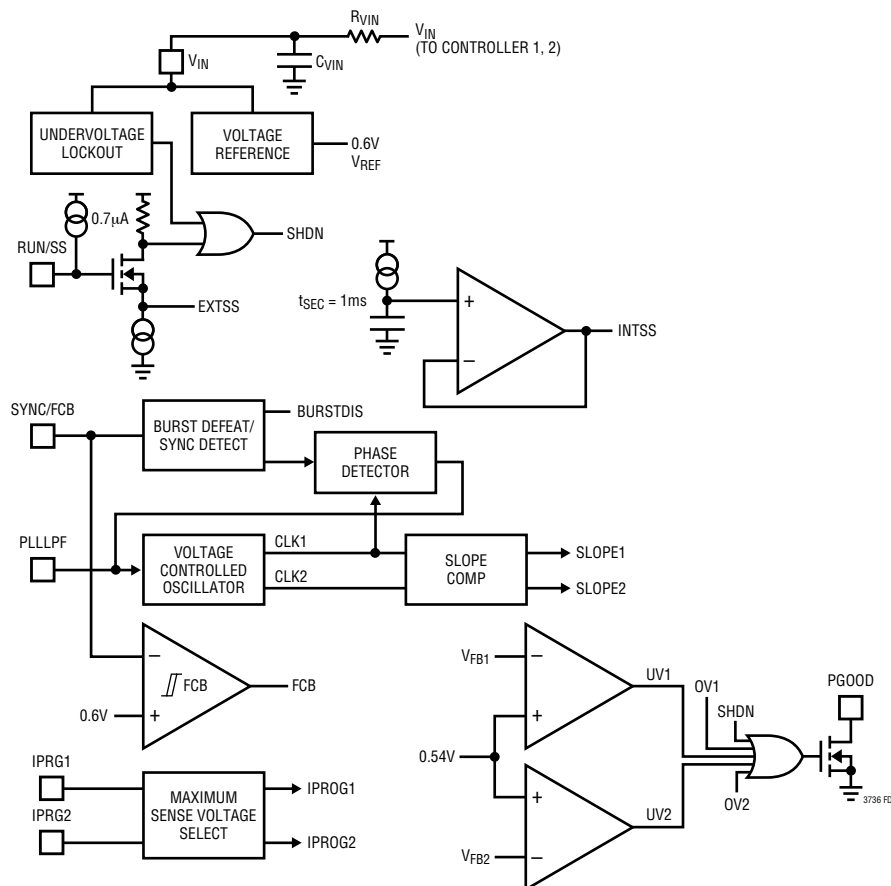 RVIN
VIN
(TO CONTROLLER 1, 2)
VIN
CVIN
UNDERVOLTAGE
LOCKOUT
VOLTAGE
REFERENCE
0.6V
VREF
0.7µA
RUN/SS
SHDN
EXTSS
tSEC = 1ms
+
−
INTSS
SYNC/FCB
BURST DEFEAT/
SYNC DETECT
BURSTDIS
PHASE
DETECTOR
PLLLPF
VOLTAGE
CONTROLLED
OSCILLATOR
CLK1
CLK2
SLOPE
COMP
SLOPE1
SLOPE2
−
FCB
+
0.6V
FCB
VFB1
−
+
UV1
0.54V
+
−
VFB2
UV2
OV1
SHDN
OV2
PGOOD
IPRG1
IPRG2
MAXIMUM
SENSE VOLTAGE
SELECT
IPROG1
IPROG2
3736 FD